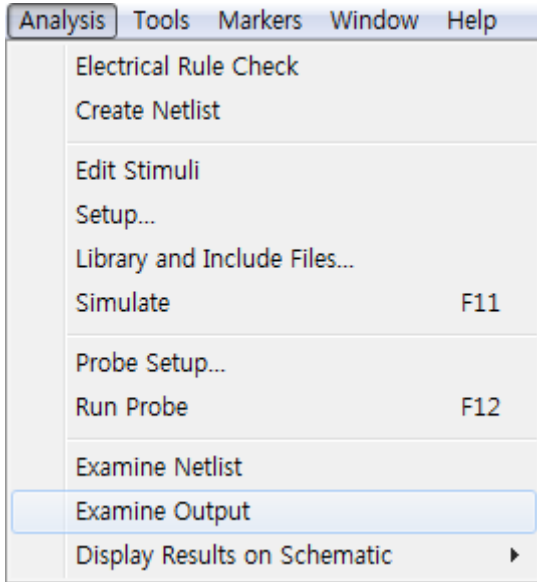 Analysis Tools Markers Window Help
Electrical Rule Check
Create Netlist
Edit Stimuli
Setup...
Library and Include Files...
Simulate F11
Probe Setup...
Run Probe F12
Examine Netlist
Examine Output
Display Results on Schematic